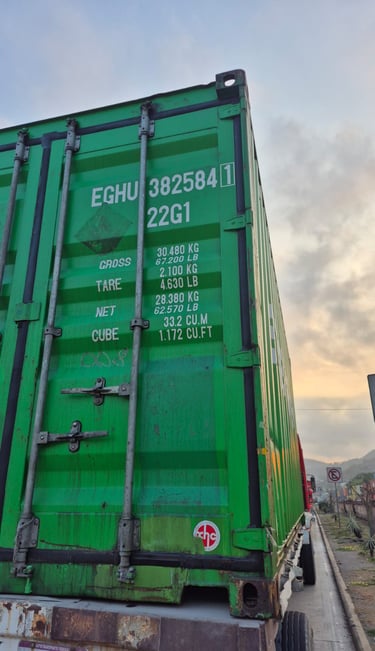 EGHU 382584 1
22G1
GROSS 30.480 KG
67.200 LB
TARE 2.100 KG
4.630 LB
NET 28.380 KG
62.570 LB
CUBE 33.2 CU.M
1.172 CU.FT